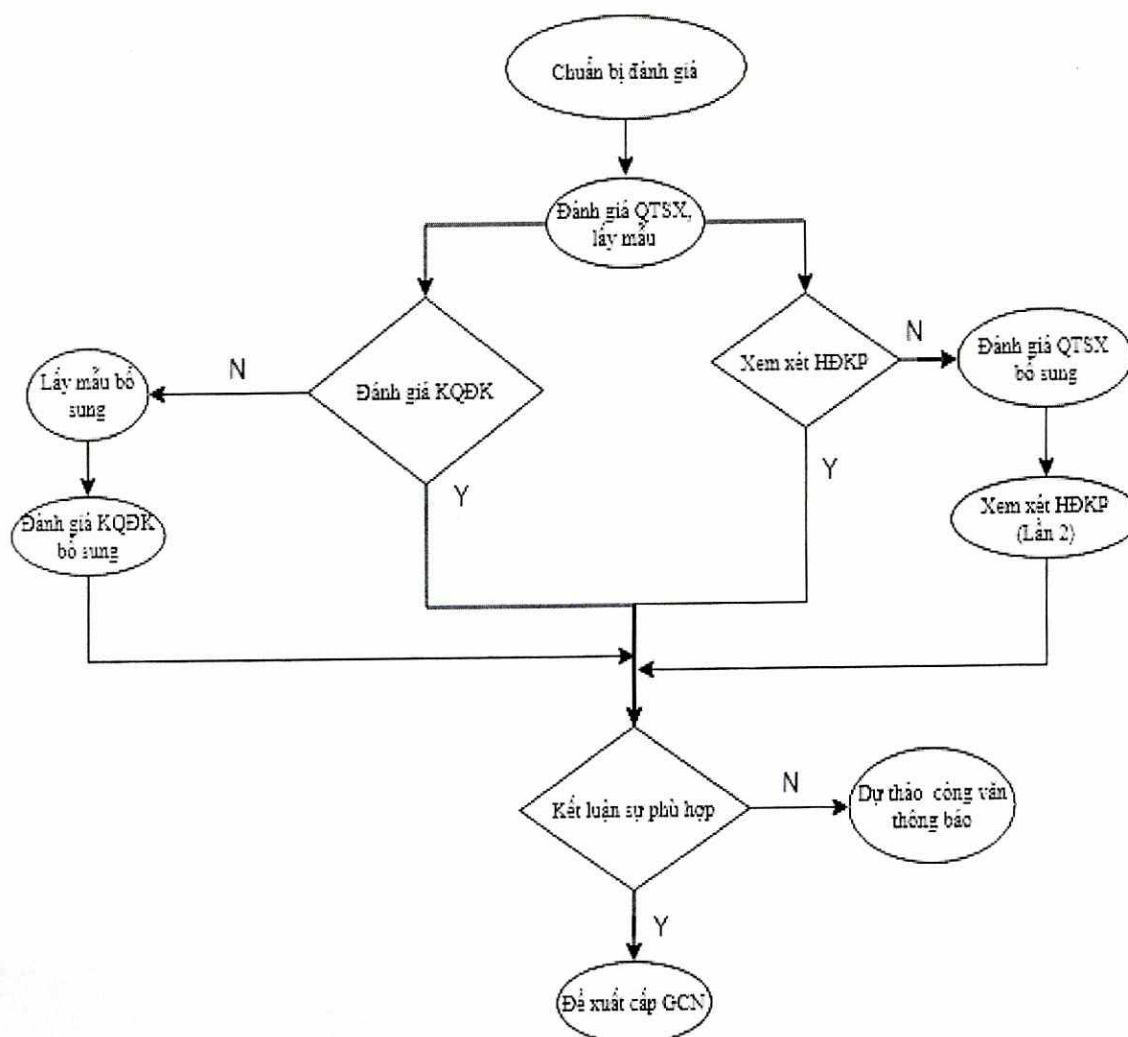 Chuẩn bị đánh giá
Đánh giá QTSX,
lấy mẫu
N
Đánh giá QTSX
bổ sung
Xem xét HĐKP
N
Lấy mẫu bổ
sung
Đánh giá KQĐK
Y
Y
Xem xét HĐKP
(Lần 2)
Đánh giá KQĐK
bổ sung
Kết luận sự phù hợp
N
Dự thảo công văn
thông báo
Y
Đề xuất cấp GCN